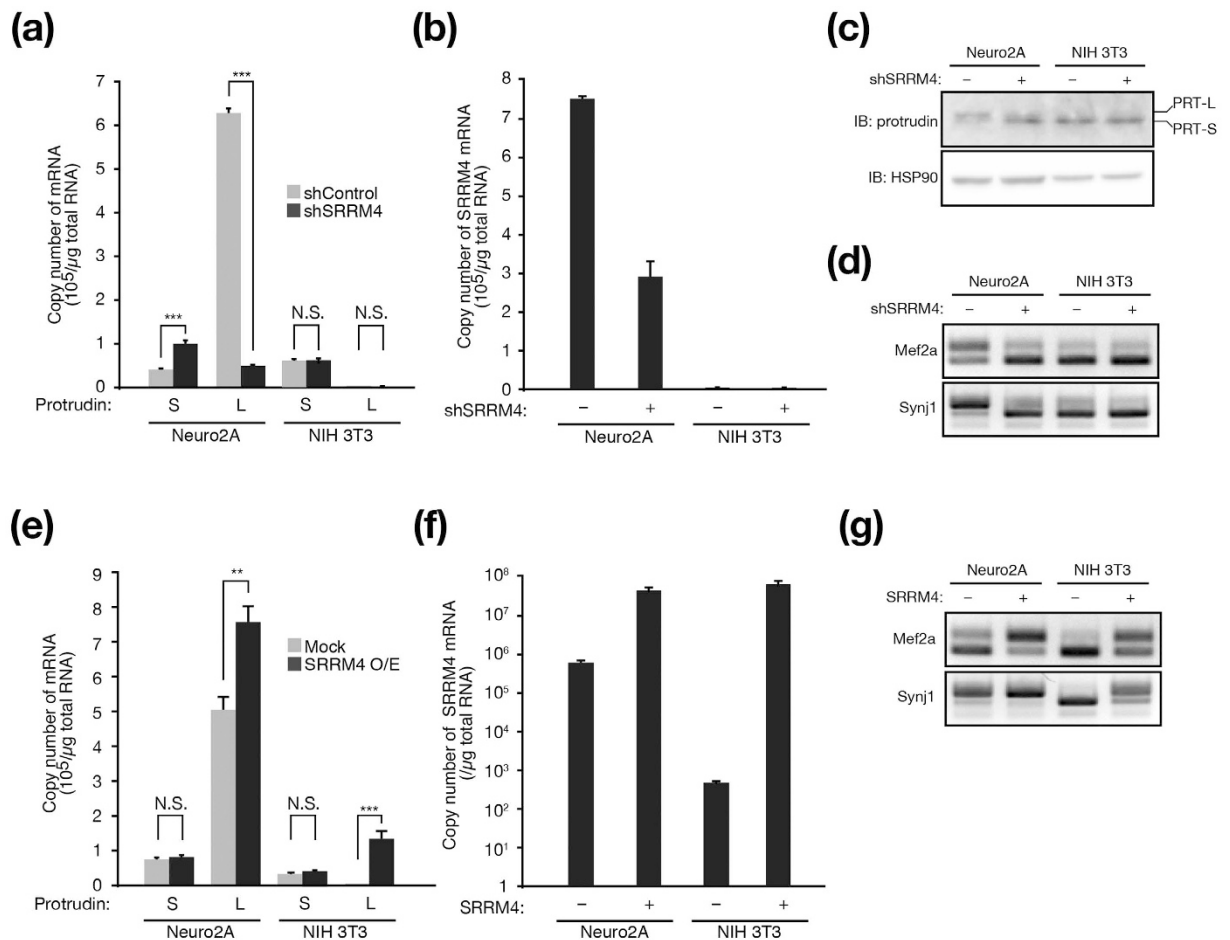 (a)
Copy number of mRNA
(10⁵/µg total RNA)
7
6
5
4
3
2
1
0
***
***
N.S.
N.S.
shControl
shSRRM4
Protrudin:
S
L
S
L
Neuro2A
NIH 3T3
(b)
Copy number of SRRM4 mRNA
(10⁵/µg total RNA)
8
7
6
5
4
3
2
1
0
shSRRM4:
–
+
–
+
Neuro2A
NIH 3T3
(c)
Neuro2A
NIH 3T3
shSRRM4:
–
+
–
+
IB: protrudin
PRT-L
PRT-S
IB: HSP90
(d)
Neuro2A
NIH 3T3
shSRRM4:
–
+
–
+
Mef2a
Synj1
(e)
Copy number of mRNA
(10⁵/µg total RNA)
9
8
7
6
5
4
3
2
1
0
N.S.
**
N.S.
***
Mock
SRRM4 O/E
Protrudin:
S
L
S
L
Neuro2A
NIH 3T3
(f)
Copy number of SRRM4 mRNA
(/µg total RNA)
10⁸
10⁷
10⁶
10⁵
10⁴
10³
10²
10¹
1
SRRM4:
–
+
–
+
Neuro2A
NIH 3T3
(g)
Neuro2A
NIH 3T3
SRRM4:
–
+
–
+
Mef2a
Synj1